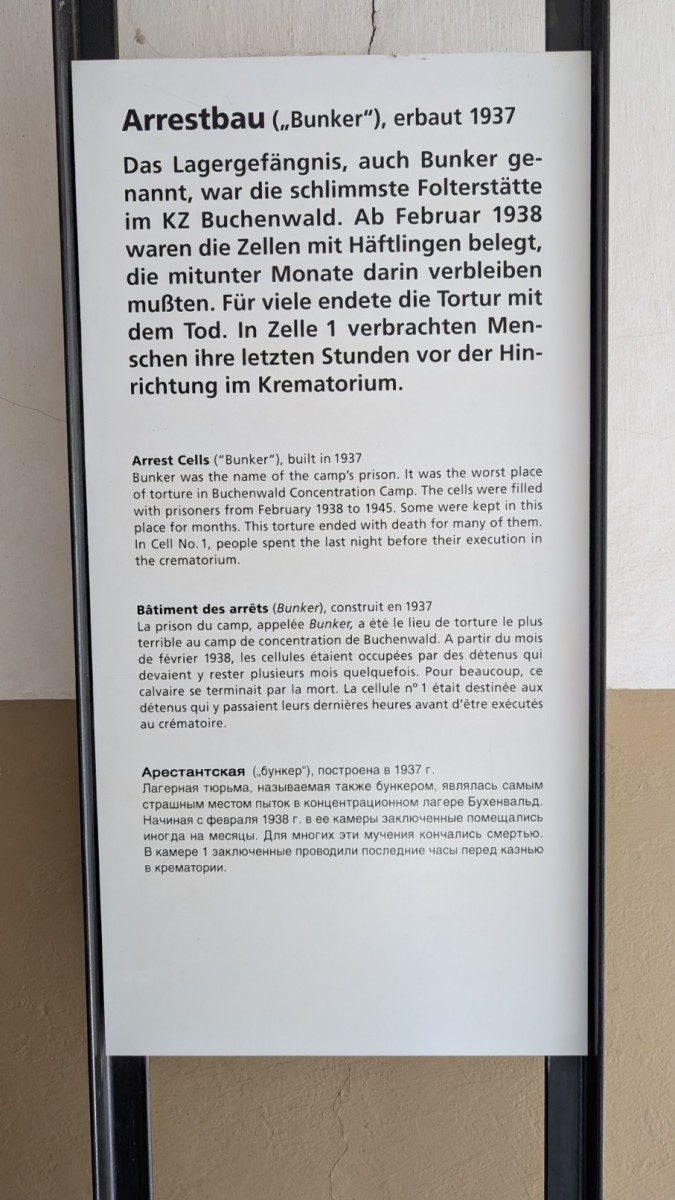 Arrestbau („Bunker“), erbaut 1937
Das Lagergefängnis, auch Bunker ge-
nannt, war die schlimmste Folterstätte
im KZ Buchenwald. Ab Februar 1938
waren die Zellen mit Häftlingen belegt,
die mitunter Monate darin verbleiben
mußten. Für viele endete die Tortur mit
dem Tod. In Zelle 1 verbrachten Men-
schen ihre letzten Stunden vor der Hin-
richtung im Krematorium.
Arrest Cells (“Bunker“), built in 1937
Bunker was the name of the camp’s prison. It was the worst place
of torture in Buchenwald Concentration Camp. The cells were filled
with prisoners from February 1938 to 1945. Some were kept in this
place for months. This torture ended with death for many of them.
In Cell No. 1, people spent the last night before their execution in
the crematorium.
Bâtiment des arrêts (Bunker), construit en 1937
La prison du camp, appelée Bunker, a été le lieu de torture le plus
terrible au camp de concentration de Buchenwald. A partir du mois
de février 1938, les cellules étaient occupées par des détenus qui
devaient y rester plusieurs mois quelquefois. Pour beaucoup, ce
calvaire se terminait par la mort. La cellule nº 1 était destinée aux
détenus qui y passaient leurs dernières heures avant d’être exécutés
au crématoire.
Арестантская („бункер“), построена в 1937 г.
Лагерная тюрьма, называемая также бункером, являлась самым
страшным местом пыток в концентрационном лагере Бухенвальд.
Начиная с февраля 1938 г. в ее камеры заключенные помещались
иногда на месяцы. Для многих эти мучения кончались смертью.
В камере 1 заключенные проводили последние часы перед казнью
в крематории.